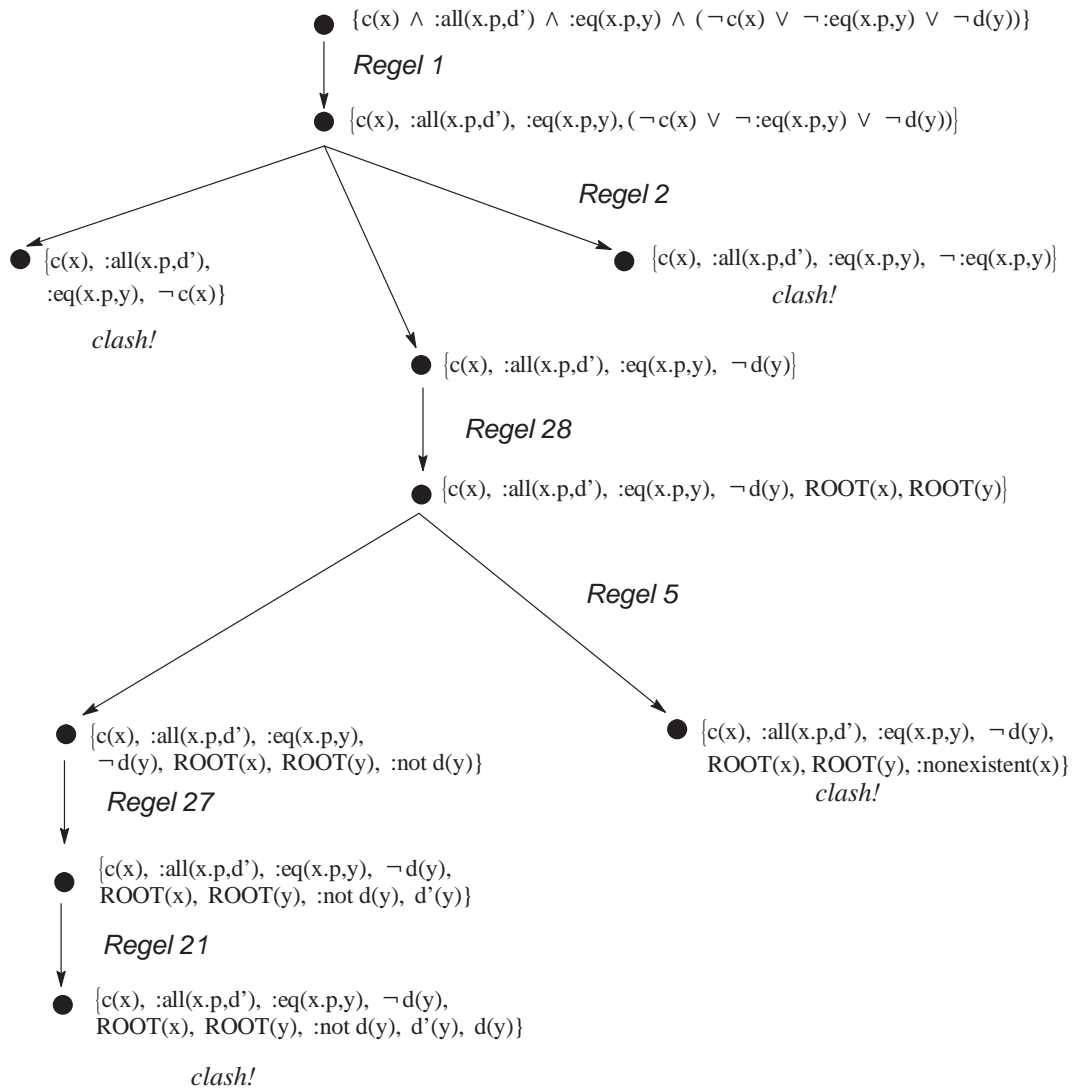 {c(x) ∧ :all(x.p,d’) ∧ :eq(x.p,y) ∧ (¬c(x) ∨ ¬:eq(x.p,y) ∨ ¬d(y))}
Regel 1
{c(x), :all(x.p,d’), :eq(x.p,y),(¬c(x) ∨ ¬:eq(x.p,y) ∨ ¬d(y))}
Regel 2
{c(x), :all(x.p,d’),
:eq(x.p,y), ¬c(x)}
clash!
{c(x), :all(x.p,d’), :eq(x.p,y), ¬:eq(x.p,y)}
clash!
{c(x), :all(x.p,d’), :eq(x.p,y), ¬d(y)}
Regel 28
{c(x), :all(x.p,d’), :eq(x.p,y), ¬d(y), ROOT(x), ROOT(y)}
Regel 5
{c(x), :all(x.p,d’), :eq(x.p,y),
¬d(y), ROOT(x), ROOT(y), :not d(y)}
{c(x), :all(x.p,d’), :eq(x.p,y), ¬d(y),
ROOT(x), ROOT(y), :nonexistent(x)}
clash!
Regel 27
{c(x), :all(x.p,d’), :eq(x.p,y), ¬d(y),
ROOT(x), ROOT(y), :not d(y), d’(y)}
Regel 21
{c(x), :all(x.p,d’), :eq(x.p,y), ¬d(y),
ROOT(x), ROOT(y), :not d(y), d’(y), d(y)}
clash!